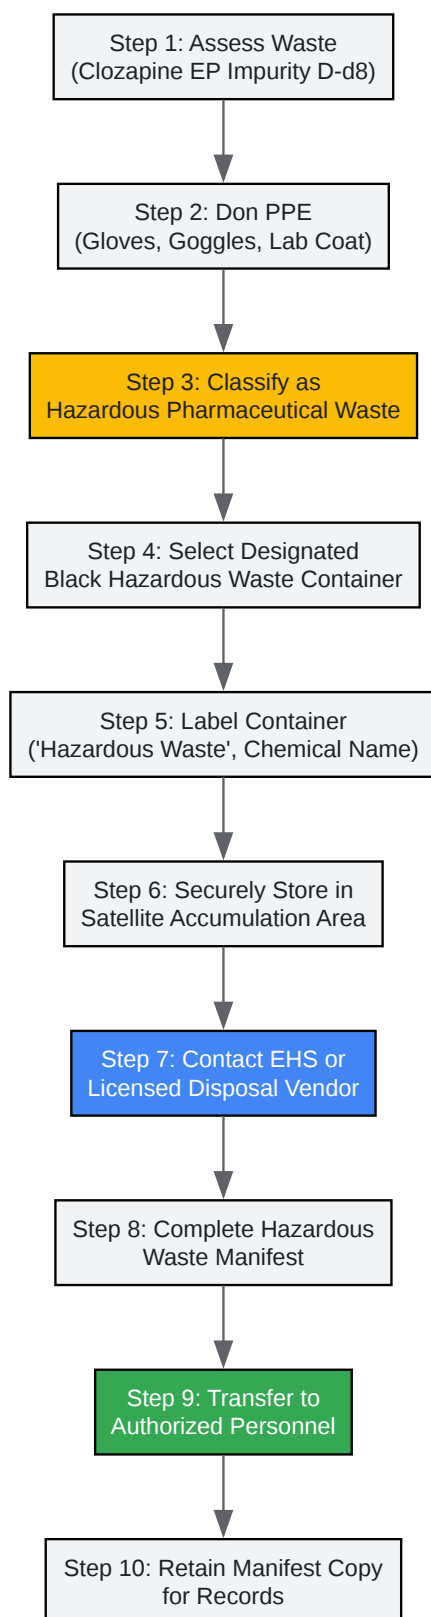 Step 1: Assess Waste
(Clozapine EP Impurity D-d8)
Step 2: Don PPE
(Gloves, Goggles, Lab Coat)
Step 3: Classify as
Hazardous Pharmaceutical Waste
Step 4: Select Designated
Black Hazardous Waste Container
Step 5: Label Container
('Hazardous Waste', Chemical Name)
Step 6: Securely Store in
Satellite Accumulation Area
Step 7: Contact EHS or
Licensed Disposal Vendor
Step 8: Complete Hazardous
Waste Manifest
Step 9: Transfer to
Authorized Personnel
Step 10: Retain Manifest Copy
for Records